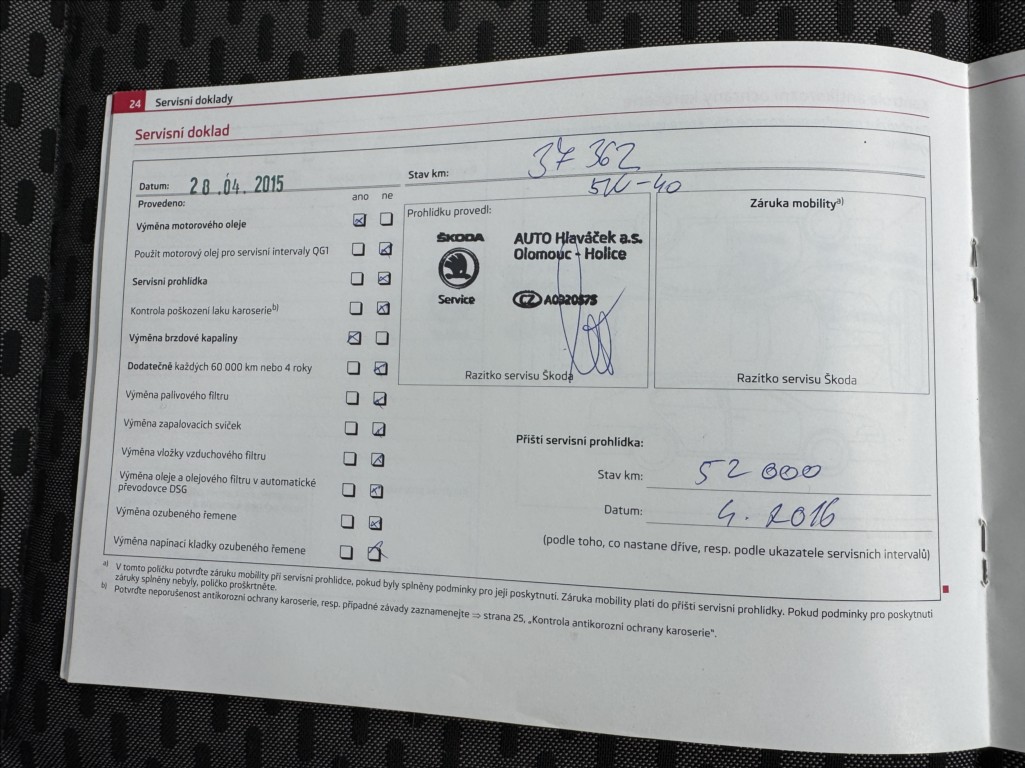 24 Servisní doklady
Servisní doklad
Datum: 28.04.2015
Stav km: 37 362
5W-40
Provedeno: ano ne
Výměna motorového oleje
Použit motorový olej pro servisní intervaly QG1
Servisní prohlídka
Kontrola poškození laku karoserie b)
Výměna brzdové kapaliny
Dodatečně každých 60 000 km nebo 4 roky
Výměna palivového filtru
Výměna zapalovacích svíček
Výměna vložky vzduchového filtru
Výměna oleje a olejového filtru v automatické
převodovce DSG
Výměna ozubeného řemene
Výměna napínací kladky ozubeného řemene
Prohlídku provedl:
ŠKODA
Service
AUTO Hlaváček a.s.
Olomouc - Holice
CZ A0920575
Razítko servisu Škoda
Záruka mobility a)
Razítko servisu Škoda
Příští servisní prohlídka:
Stav km: 52 000
Datum: 4. 2016
(podle toho, co nastane dříve, resp. podle ukazatele servisních intervalů)
a) V tomto políčku potvrďte záruku mobility při servisní prohlídce, pokud byly splněny podmínky pro její poskytnutí. Záruka mobility platí do příští servisní prohlídky. Pokud podmínky pro poskytnutí
záruky splněny nebyly, políčko proškrtněte.
b) Potvrďte neporušenost antikorozní ochrany karoserie, resp. případné závady zaznamenejte ⇒ strana 25, „Kontrola antikorozní ochrany karoserie“.